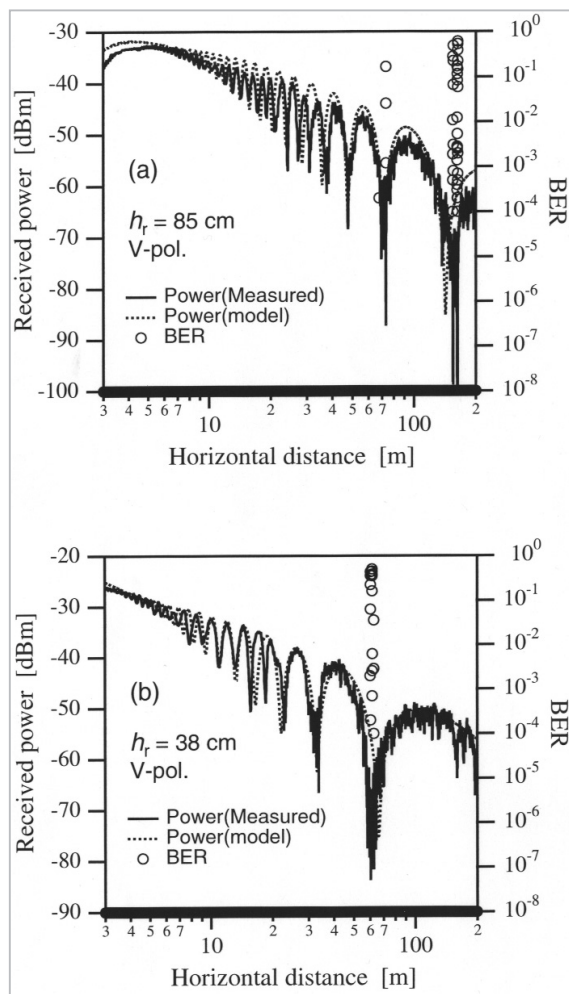 -30
-40
-50
-60
-70
-80
-90
-100
Received power [dBm]
10^0
10^-1
10^-2
10^-3
10^-4
10^-5
10^-6
10^-7
10^-8
BER
(a)
h_r = 85 cm
V-pol.
Power(Measured)
Power(model)
BER
3 4 5 6 7 10 2 3 4 5 6 7 100 2
Horizontal distance [m]
-20
-30
-40
-50
-60
-70
-80
-90
Received power [dBm]
10^0
10^-1
10^-2
10^-3
10^-4
10^-5
10^-6
10^-7
10^-8
BER
(b)
h_r = 38 cm
V-pol.
Power(Measured)
Power(model)
BER
3 4 5 6 7 10 2 3 4 5 6 7 100 2
Horizontal distance [m]